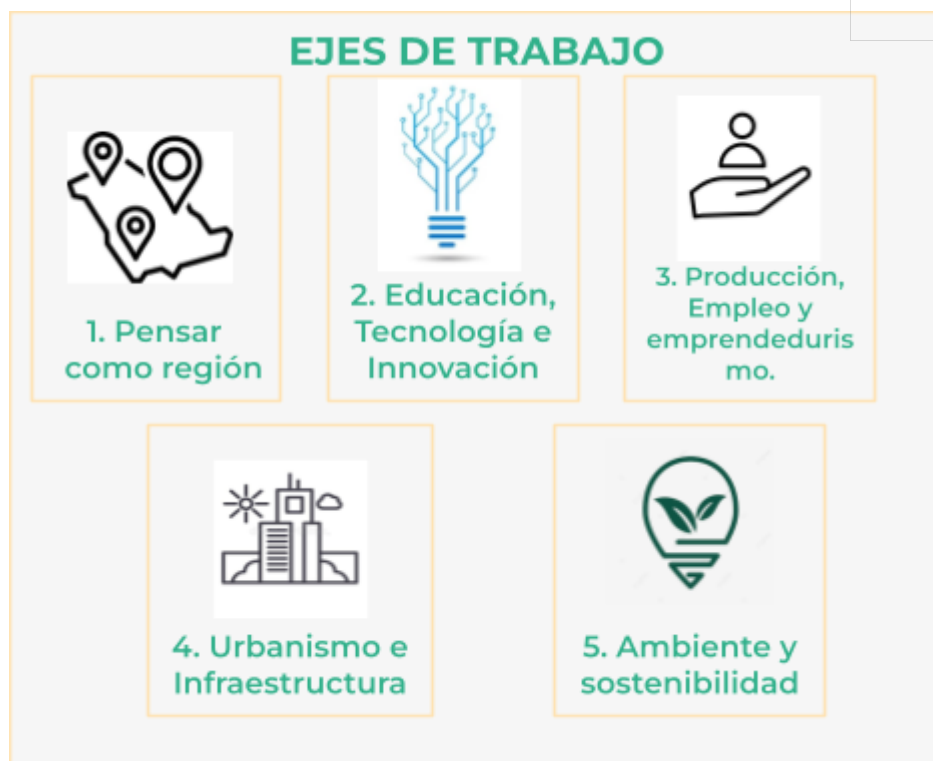 EJES DE TRABAJO
1. Pensar
como región
2. Educación,
Tecnología e
Innovación
3. Producción,
Empleo y
emprendeduris
mo.
4. Urbanismo e
Infraestructura
5. Ambiente y
sostenibilidad